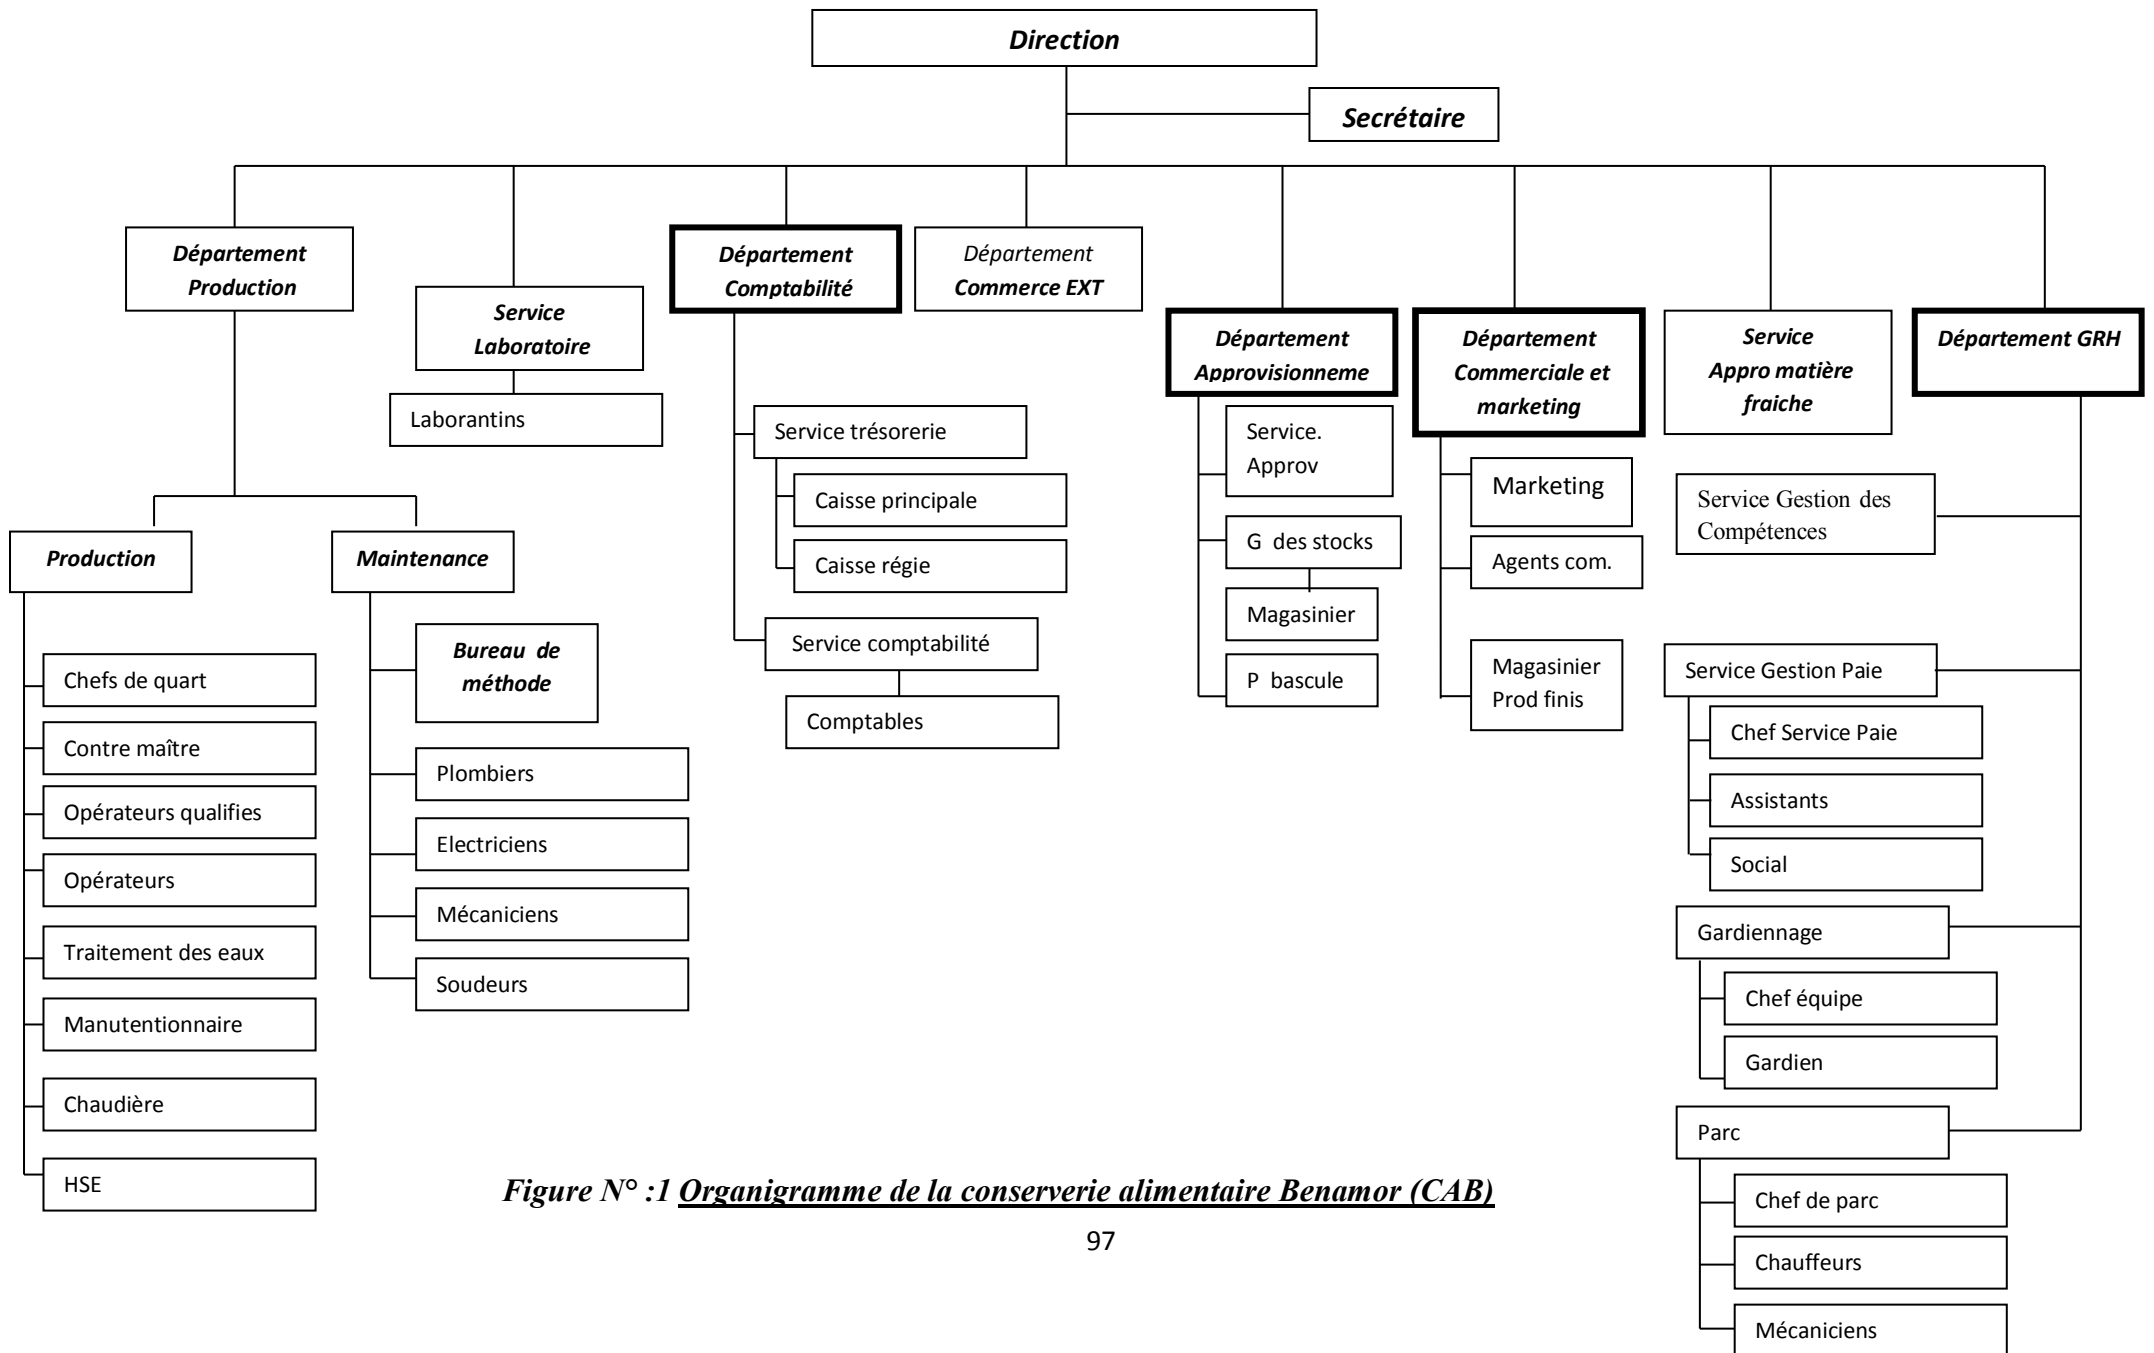 Direction
Secrétaire
Département
Production
Service
Laboratoire
Laborantins
Département
Comptabilité
Département
Commerce EXT
Département
Approvisionneme
Département
Commerciale et
marketing
Service
Appro matière
fraiche
Département GRH
Production
Chefs de quart
Contre maître
Opérateurs qualifies
Opérateurs
Traitement des eaux
Manutentionnaire
Chaudière
HSE
Maintenance
Bureau de
méthode
Plombiers
Electriciens
Mécaniciens
Soudeurs
Service trésorerie
Caisse principale
Caisse régie
Service comptabilité
Comptables
Service.
Approv
G des stocks
Magasinier
P bascule
Marketing
Agents com.
Magasinier
Prod finis
Service Gestion des
Compétences
Service Gestion Paie
Chef Service Paie
Assistants
Social
Gardiennage
Chef équipe
Gardien
Parc
Chef de parc
Chauffeurs
Mécaniciens
Figure N° :1 Organigramme de la conserverie alimentaire Benamor (CAB)
97